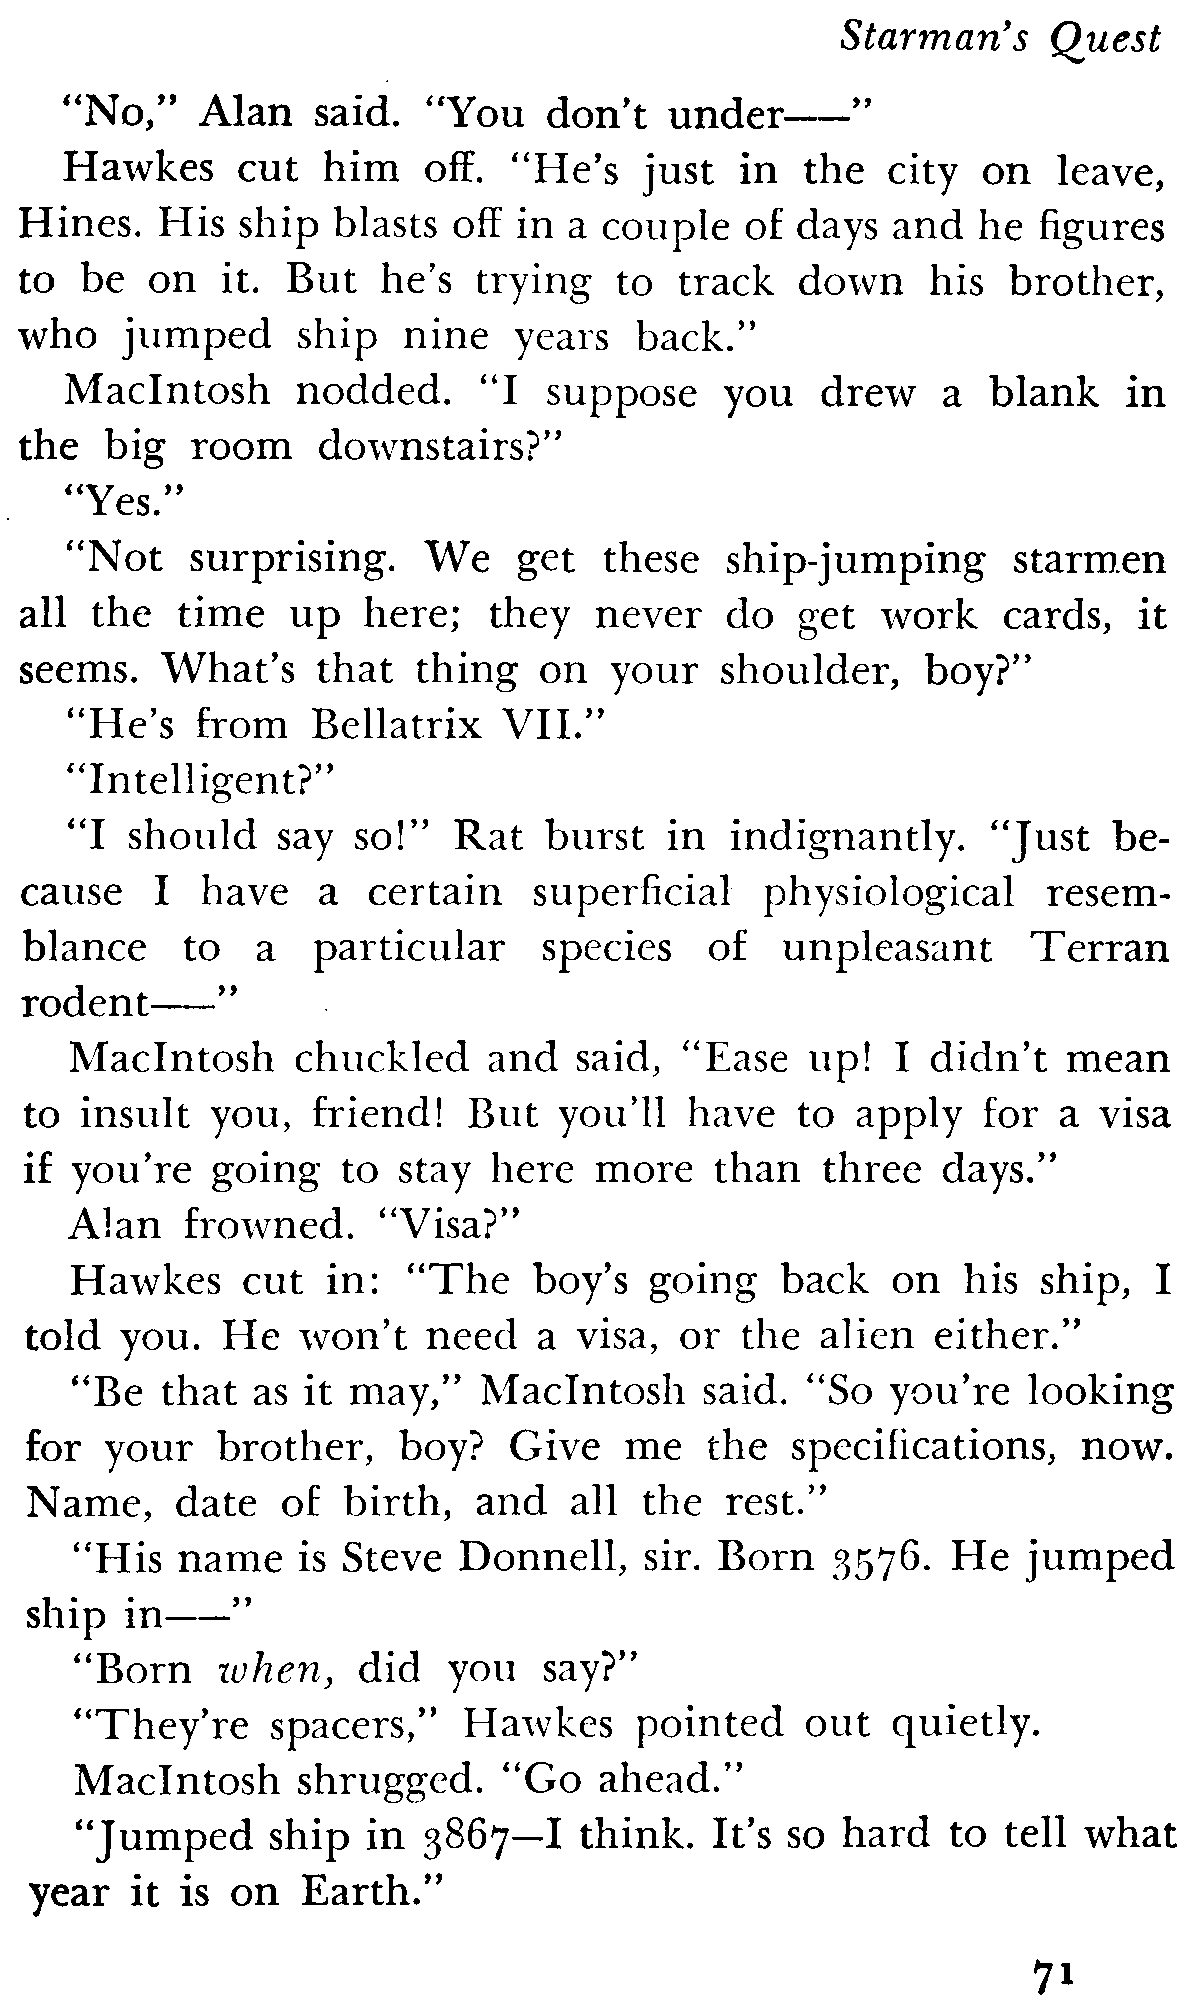 Starman's Quest
“No,” Alan said. “You don't under——”
Hawkes cut him off. “He's just in the city on leave,
Hines. His ship blasts off in a couple of days and he figures
to be on it. But he's trying to track down his brother,
who jumped ship nine years back.”
MacIntosh nodded. “I suppose you drew a blank in
the big room downstairs?”
“Yes.”
“Not surprising. We get these ship-jumping starmen
all the time up here; they never do get work cards, it
seems. What's that thing on your shoulder, boy?”
“He's from Bellatrix VII.”
“Intelligent?”
“I should say so!” Rat burst in indignantly. “Just be-
cause I have a certain superficial physiological resem-
blance to a particular species of unpleasant Terran
rodent——”
MacIntosh chuckled and said, “Ease up! I didn't mean
to insult you, friend! But you'll have to apply for a visa
if you're going to stay here more than three days.”
Alan frowned. “Visa?”
Hawkes cut in: “The boy's going back on his ship, I
told you. He won't need a visa, or the alien either.”
“Be that as it may,” MacIntosh said. “So you're looking
for your brother, boy? Give me the specifications, now.
Name, date of birth, and all the rest.”
“His name is Steve Donnell, sir. Born 3576. He jumped
ship in——”
“Born when, did you say?”
“They're spacers,” Hawkes pointed out quietly.
MacIntosh shrugged. “Go ahead.”
“Jumped ship in 3867—I think. It's so hard to tell what
year it is on Earth.”
71